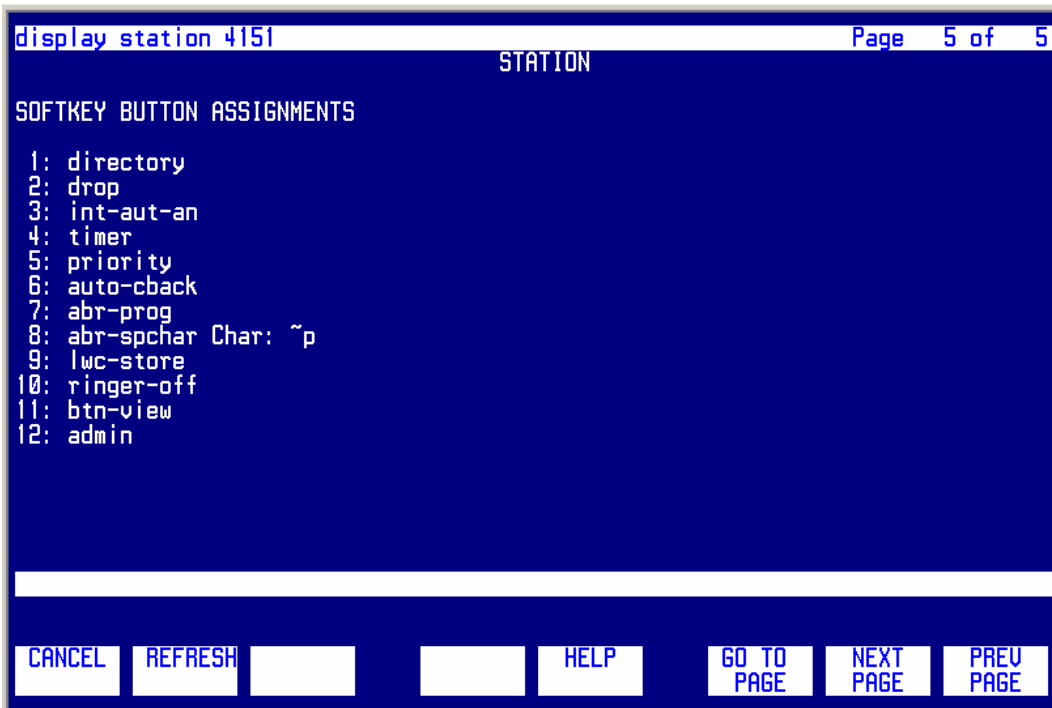 display station 4151 Page 5 of 5
STATION
SOFTKEY BUTTON ASSIGNMENTS
1: directory
2: drop
3: int-aut-an
4: timer
5: priority
6: auto-cback
7: abr-prog
8: abr-spchar Char: ~p
9: lwc-store
10: ringer-off
11: btn-view
12: admin
CANCEL REFRESH HELP GO TO PAGE NEXT PAGE PREV PAGE